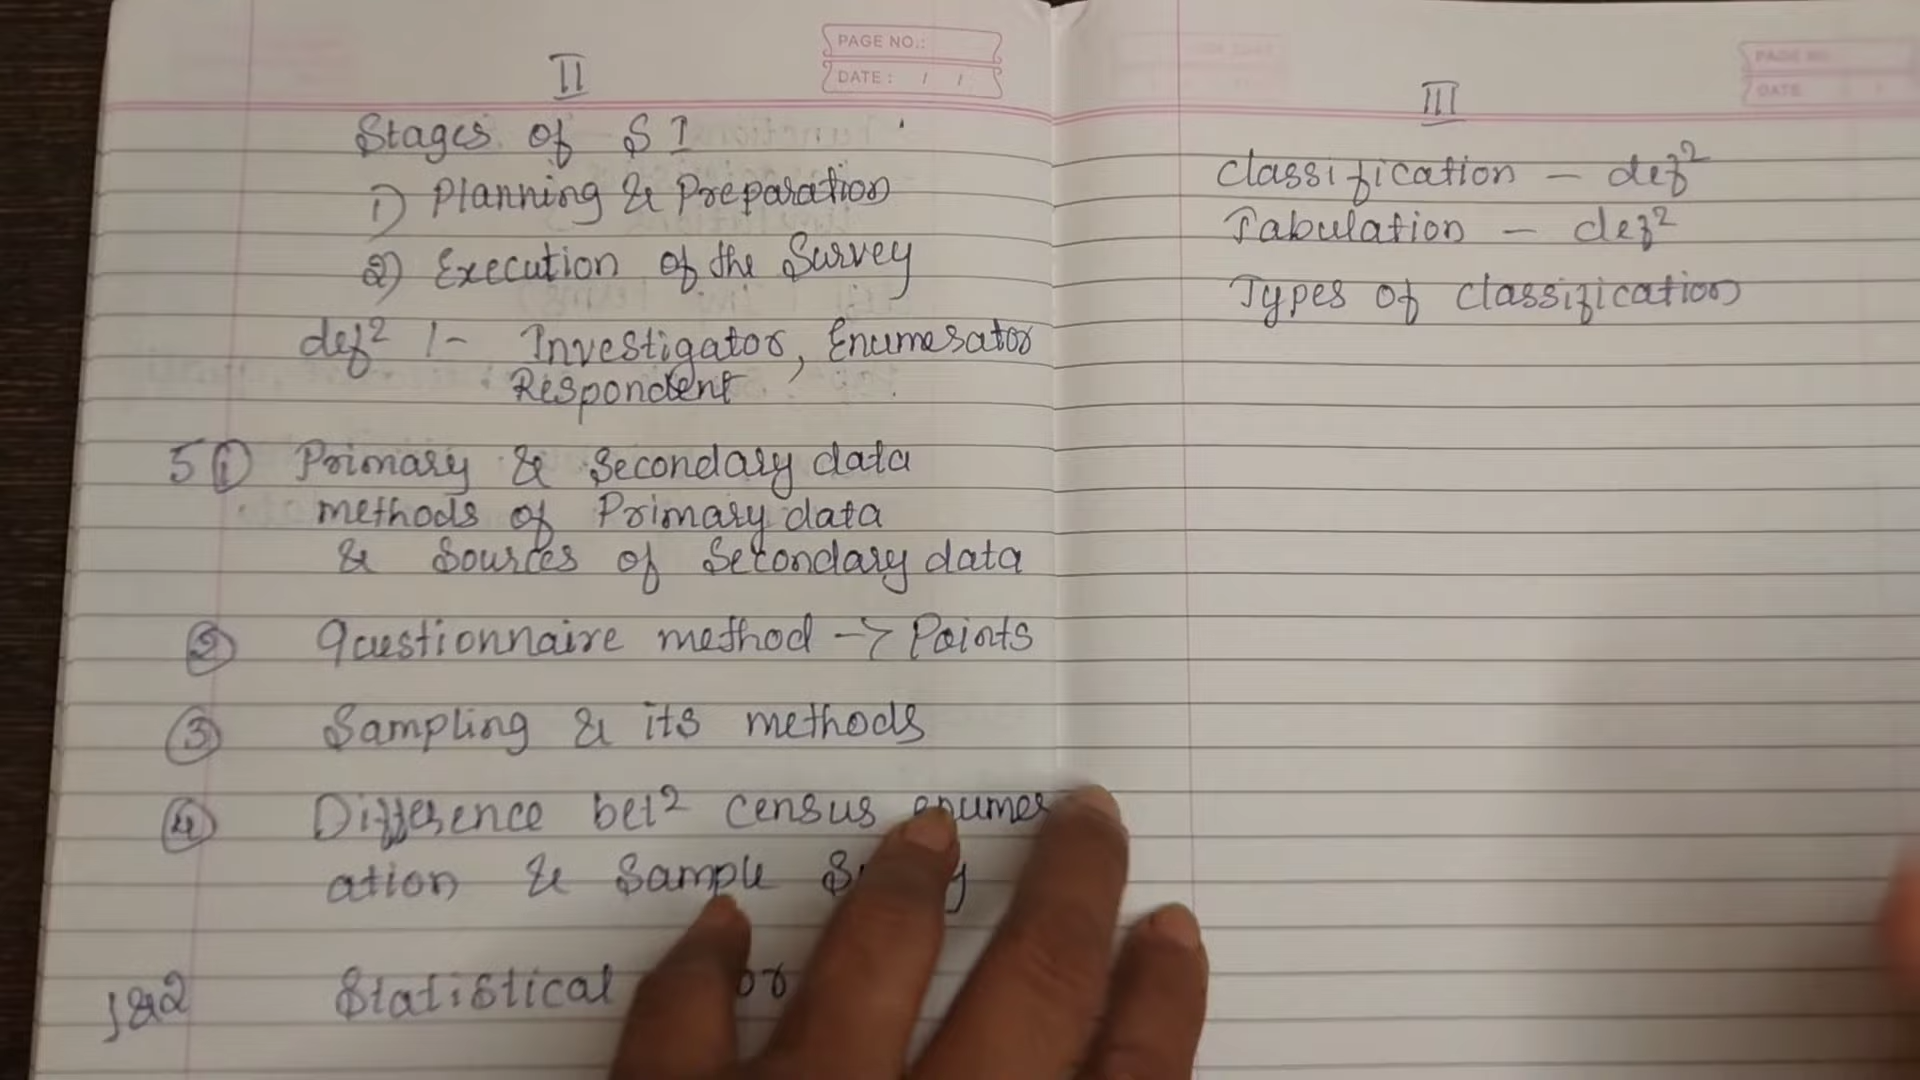 PAGE NO.:
DATE : / /
II
Stages of S I
1) Planning & Preparation
2) Execution of the Survey
def2 :- Investigator, Enumerator
Respondent
5 ① Primary & Secondary data
methods of Primary data
& Sources of Secondary data
② questionnaire method -> Points
③ Sampling & its methods
④ Difference bet2 census enumer
ation & Sample
1&2 Statistical
PAGE NO
DATE
III
classification - def2
Tabulation - def2
Types of classification